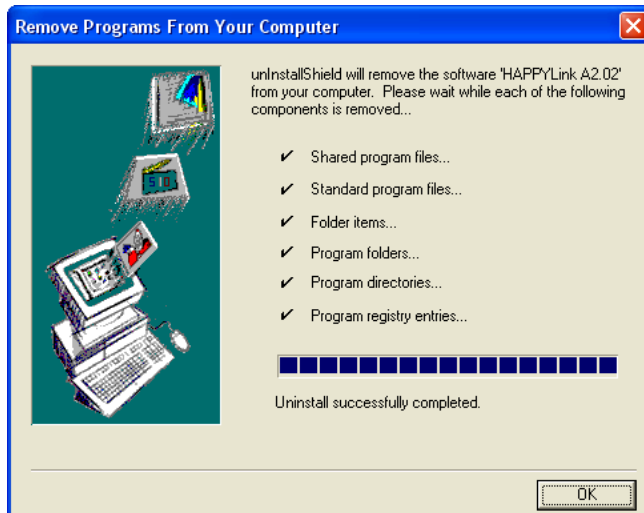 Remove Programs From Your Computer
unInstallShield will remove the software 'HAPPYLink A2.02'
from your computer. Please wait while each of the following
components is removed...
Shared program files...
Standard program files...
Folder items...
Program folders...
Program directories...
Program registry entries...
Uninstall successfully completed.
OK